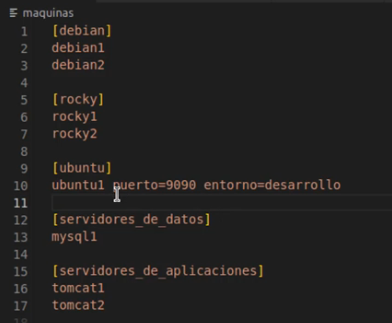 maquinas
1 [debian]
2 debian1
3 debian2
4
5 [rocky]
6 rocky1
7 rocky2
8
9 [ubuntu]
10 ubuntu1 puerto=9090 entorno=desarrollo
11
12 [servidores_de_datos]
13 mysql1
14
15 [servidores_de_aplicaciones]
16 tomcat1
17 tomcat2
18